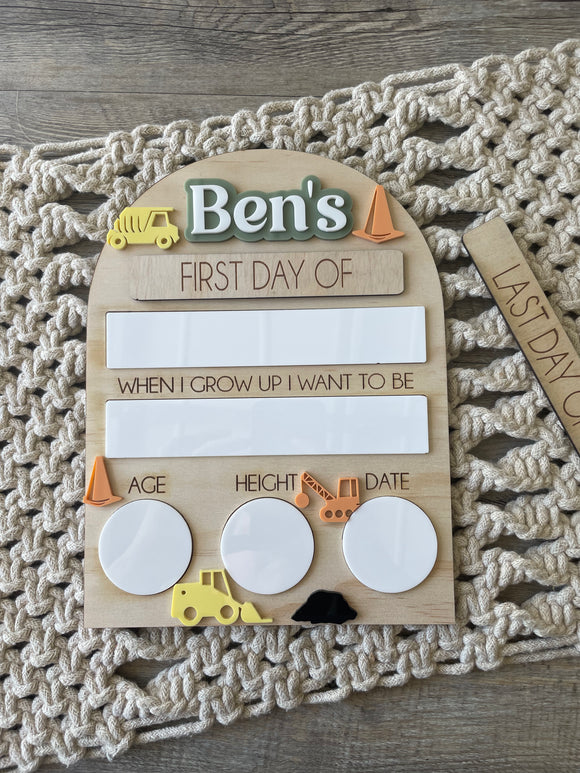 Ben's
FIRST DAY OF
WHEN I GROW UP I WANT TO BE
AGE HEIGHT DATE
LAST DAY OF